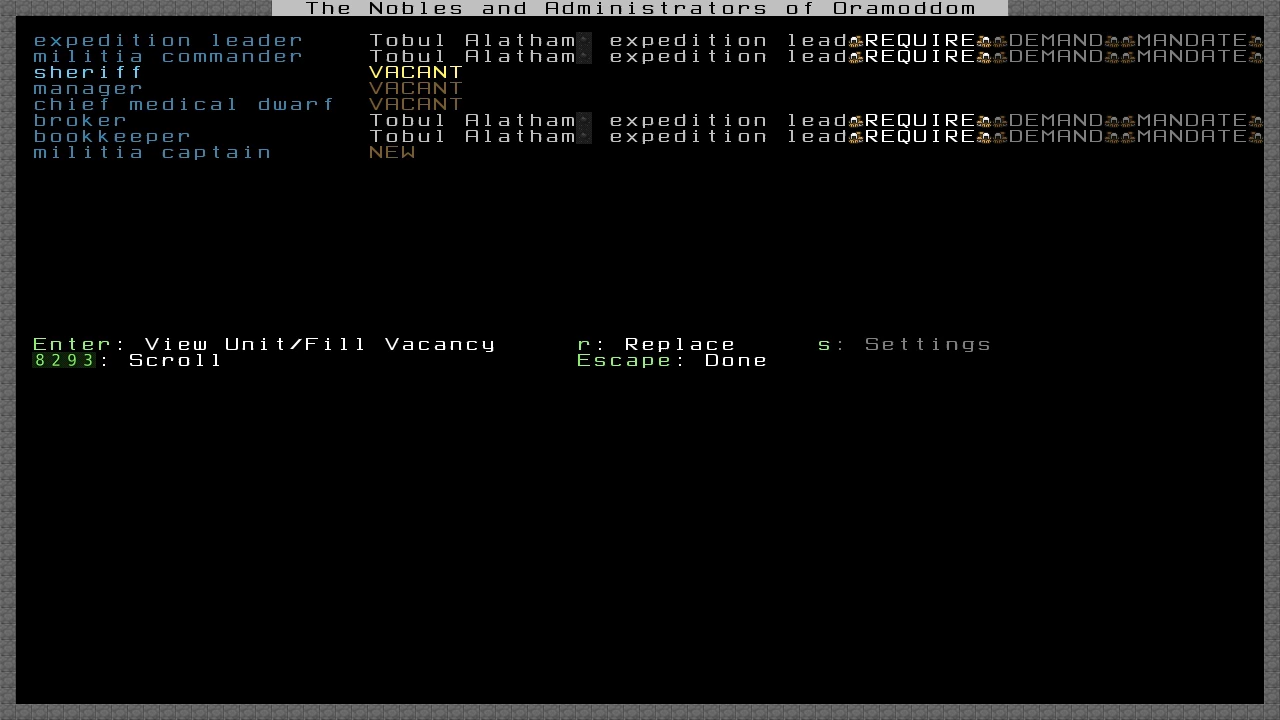 The Nobles and Administrators of Oramoddom
expedition leader Tobul Alatham expedition lead REQUIRE DEMAND MANDATE
militia commander Tobul Alatham expedition lead REQUIRE DEMAND MANDATE
sheriff VACANT
manager VACANT
chief medical dwarf VACANT
broker Tobul Alatham expedition lead REQUIRE DEMAND MANDATE
bookkeeper Tobul Alatham expedition lead REQUIRE DEMAND MANDATE
militia captain NEW
Enter: View Unit/Fill Vacancy r: Replace s: Settings
8293: Scroll Escape: Done